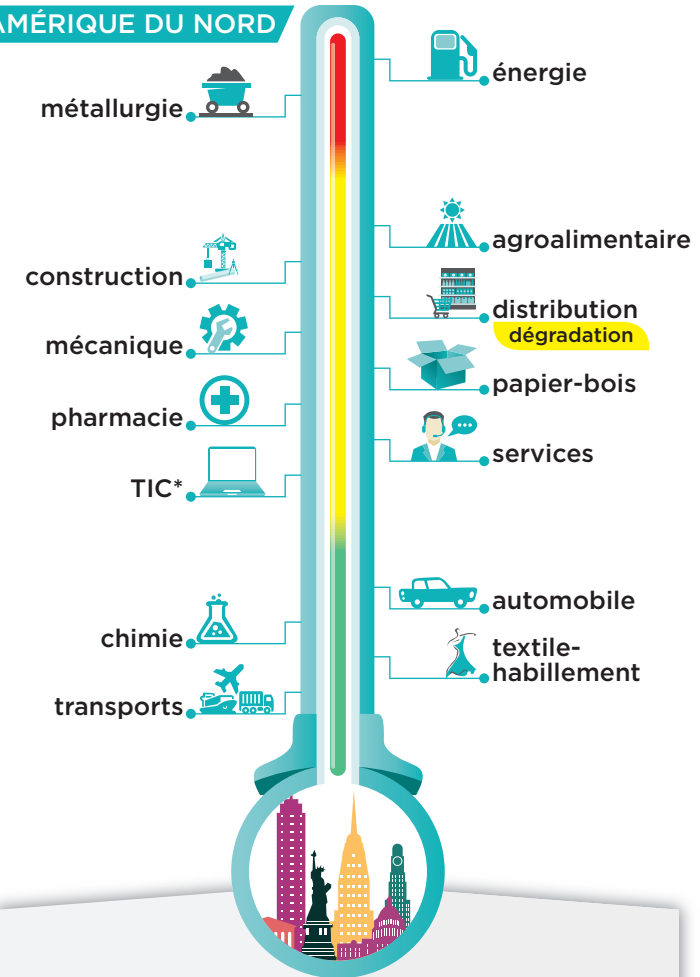 AMÉRIQUE DU NORD
énergie
métallurgie
agroalimentaire
construction
distribution
dégradation
mécanique
papier-bois
pharmacie
services
TIC*
automobile
chimie
textile-
habillement
transports